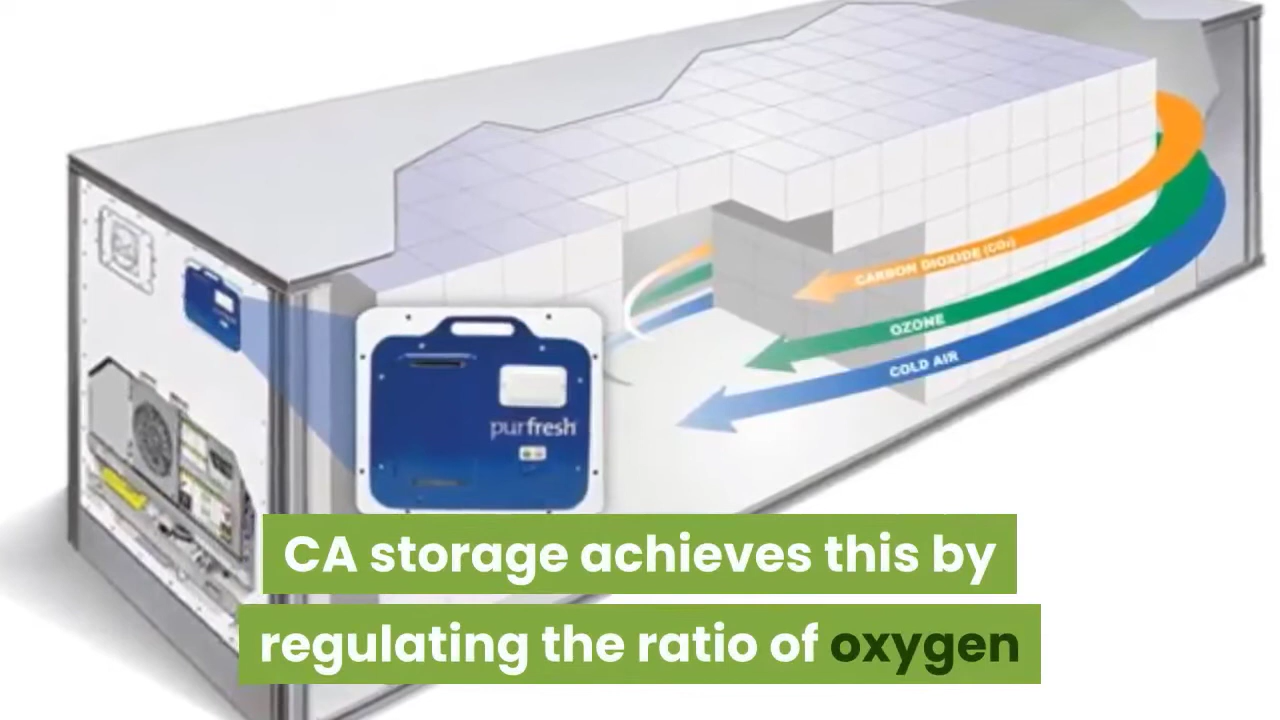 CARBON DIOXIDE (CO₂)
OZONE
COLD AIR
purfresh
CA storage achieves this by
regulating the ratio of oxygen